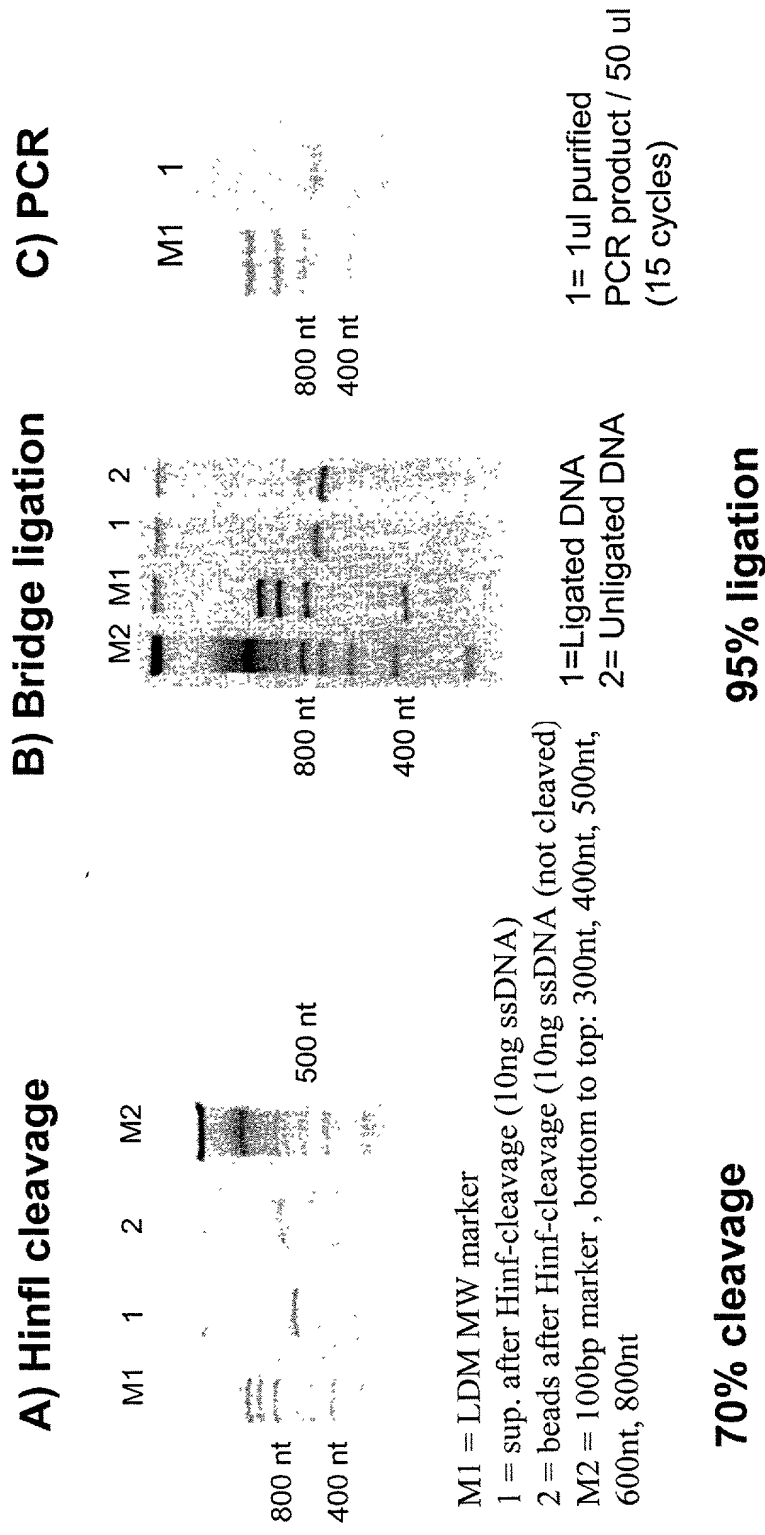 A) HinfI cleavage
M1 1 2 M2
800 nt
400 nt
500 nt
M1 = LDM MW marker
1 = sup. after Hinf-cleavage (10ng ssDNA)
2 = beads after Hinf-cleavage (10ng ssDNA (not cleaved)
M2 = 100bp marker , bottom to top: 300nt, 400nt, 500nt,
600nt, 800nt
70% cleavage
B) Bridge ligation
M2 M1 1 2
800 nt
400 nt
1=Ligated DNA
2= Unligated DNA
95% ligation
C) PCR
M1 1
800 nt
400 nt
1= 1ul purified
PCR product / 50 ul
(15 cycles)